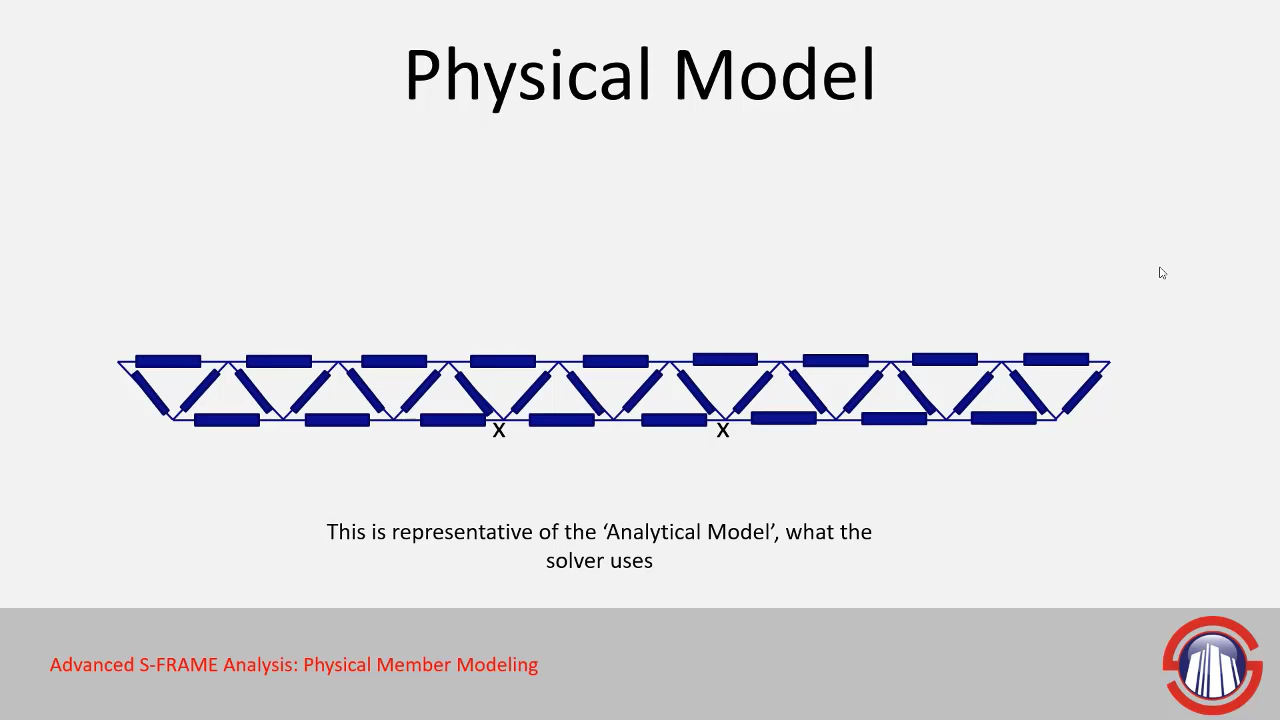 Physical Model
X X
This is representative of the ‘Analytical Model’, what the
solver uses
Advanced S-FRAME Analysis: Physical Member Modeling